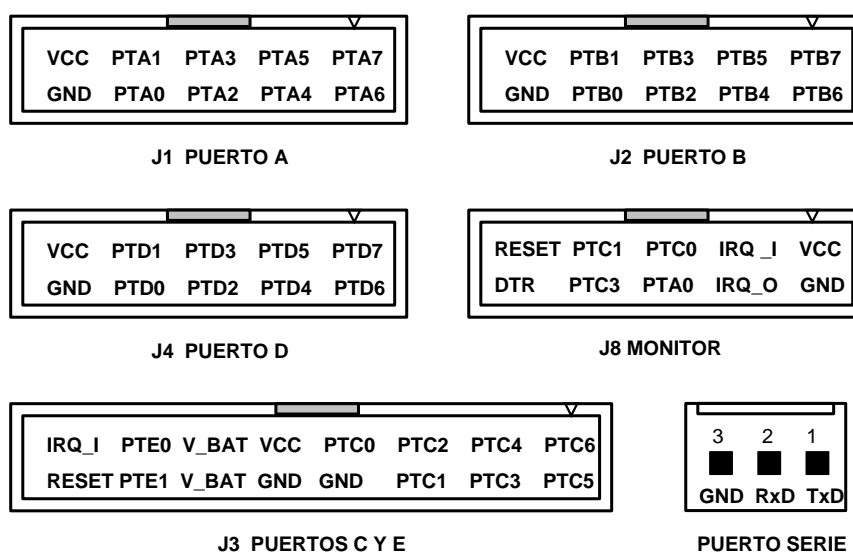 VCC PTA1 PTA3 PTA5 PTA7
GND PTA0 PTA2 PTA4 PTA6
J1 PUERTO A
VCC PTB1 PTB3 PTB5 PTB7
GND PTB0 PTB2 PTB4 PTB6
J2 PUERTO B
VCC PTD1 PTD3 PTD5 PTD7
GND PTD0 PTD2 PTD4 PTD6
J4 PUERTO D
RESET PTC1 PTC0 IRQ _I VCC
DTR PTC3 PTA0 IRQ_O GND
J8 MONITOR
IRQ_I PTE0 V_BAT VCC PTC0 PTC2 PTC4 PTC6
RESET PTE1 V_BAT GND GND PTC1 PTC3 PTC5
J3 PUERTOS C Y E
3 2 1
GND RxD TxD
PUERTO SERIE